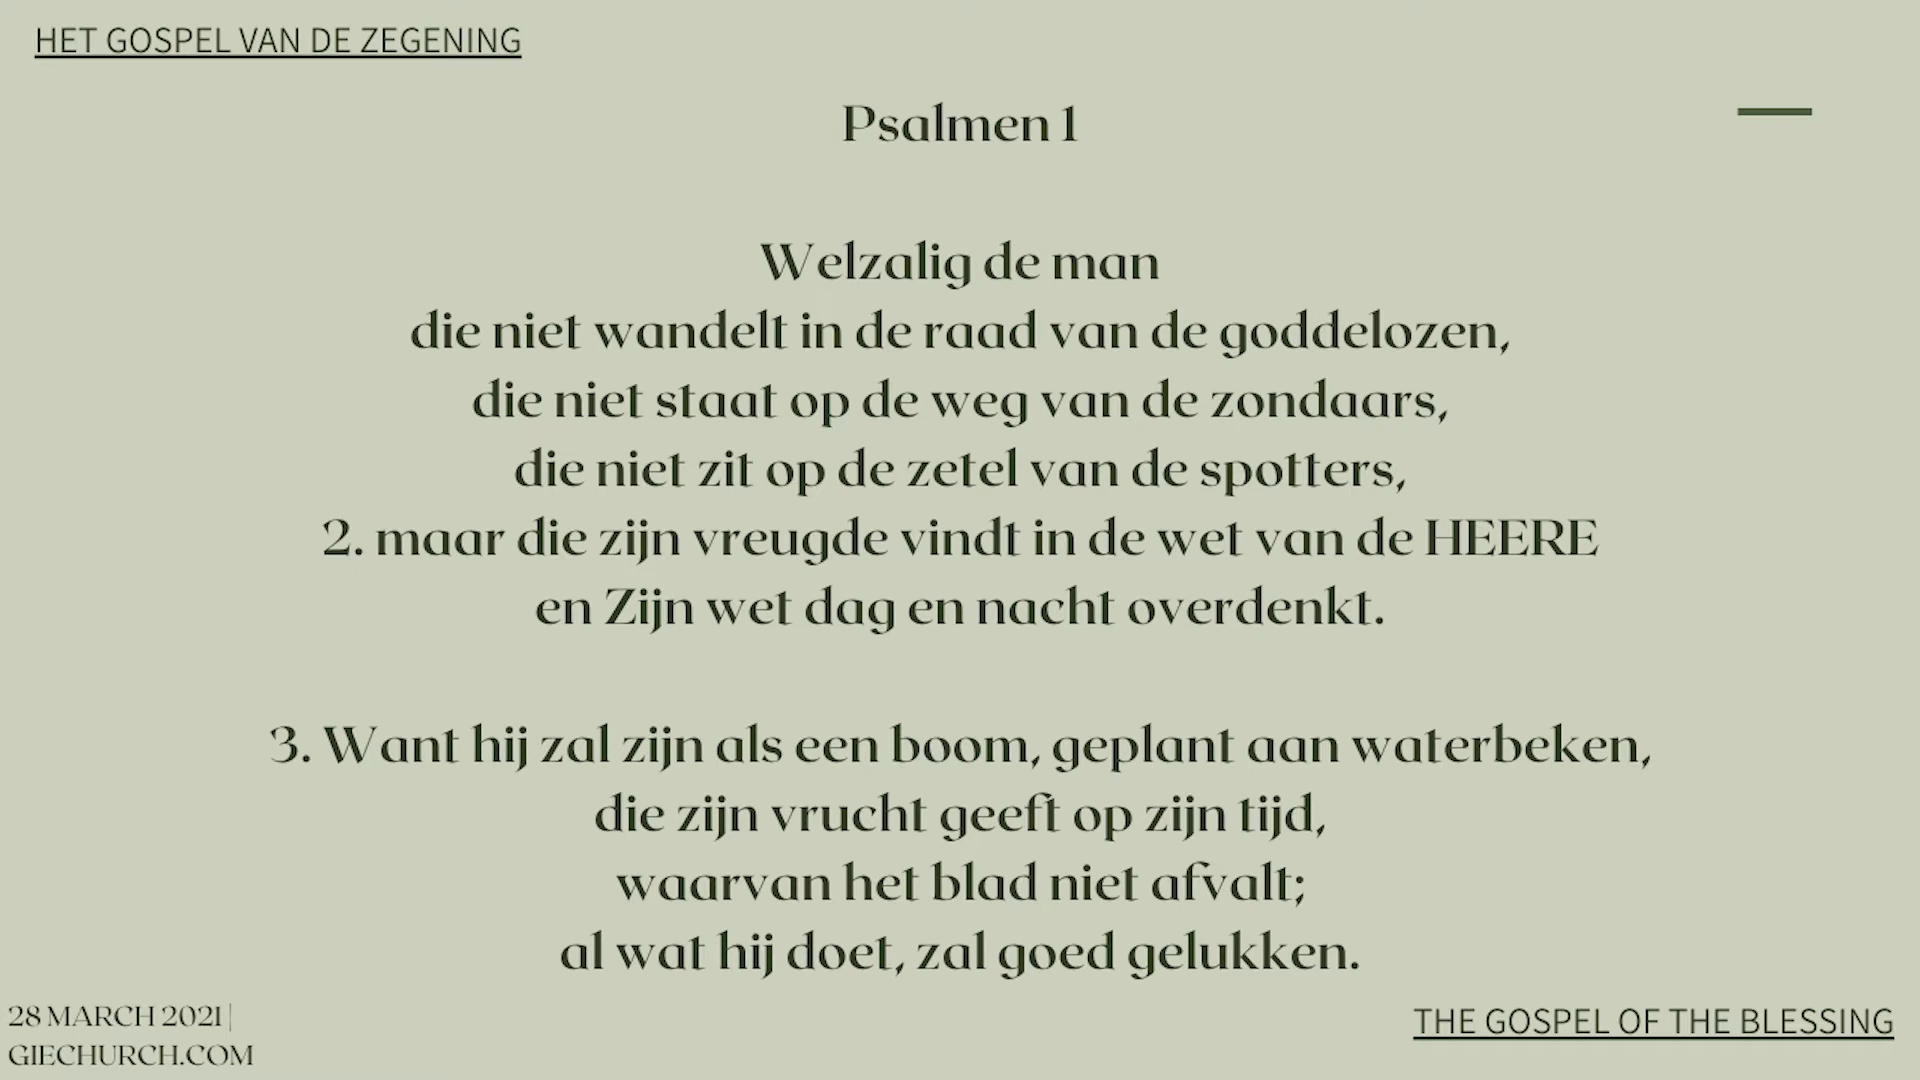 HET GOSPEL VAN DE ZEGENING
Psalmen 1
Welzalig de man
die niet wandelt in de raad van de goddelozen,
die niet staat op de weg van de zondaars,
die niet zit op de zetel van de spotters,
2. maar die zijn vreugde vindt in de wet van de HEERE
en Zijn wet dag en nacht overdenkt.
3. Want hij zal zijn als een boom, geplant aan waterbeken,
die zijn vrucht geeft op zijn tijd,
waarvan het blad niet afvalt;
al wat hij doet, zal goed gelukken.
28 MARCH 2021 |
GIECHURCH.COM
THE GOSPEL OF THE BLESSING